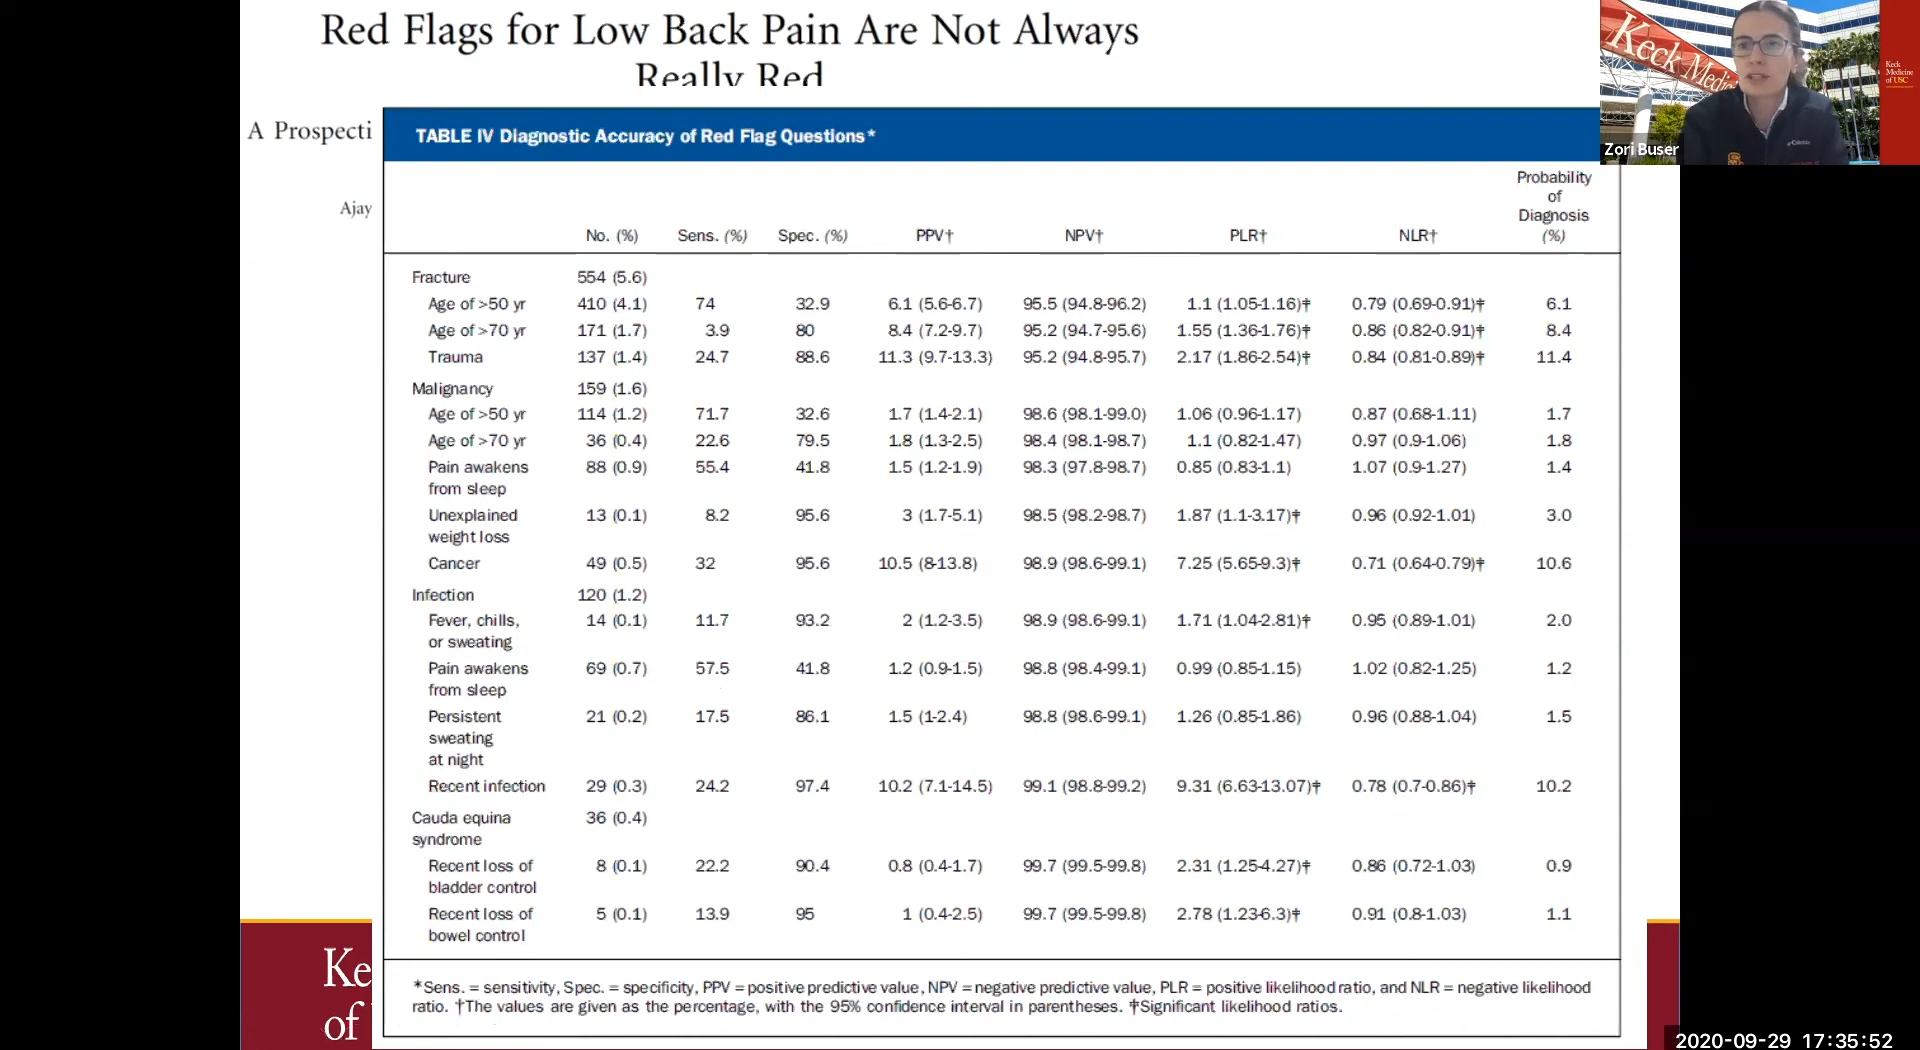 Red Flags for Low Back Pain Are Not Always
Really Red
A Prospecti
Ajay
TABLE IV Diagnostic Accuracy of Red Flag Questions*
No. (%) Sens. (%) Spec. (%) PPV† NPV† PLR† NLR† Probability of Diagnosis (%)
Fracture 554 (5.6)
Age of >50 yr 410 (4.1) 74 32.9 6.1 (5.6-6.7) 95.5 (94.8-96.2) 1.1 (1.05-1.16)‡ 0.79 (0.69-0.91)‡ 6.1
Age of >70 yr 171 (1.7) 3.9 80 8.4 (7.2-9.7) 95.2 (94.7-95.6) 1.55 (1.36-1.76)‡ 0.86 (0.82-0.91)‡ 8.4
Trauma 137 (1.4) 24.7 88.6 11.3 (9.7-13.3) 95.2 (94.8-95.7) 2.17 (1.86-2.54)‡ 0.84 (0.81-0.89)‡ 11.4
Malignancy 159 (1.6)
Age of >50 yr 114 (1.2) 71.7 32.6 1.7 (1.4-2.1) 98.6 (98.1-99.0) 1.06 (0.96-1.17) 0.87 (0.68-1.11) 1.7
Age of >70 yr 36 (0.4) 22.6 79.5 1.8 (1.3-2.5) 98.4 (98.1-98.7) 1.1 (0.82-1.47) 0.97 (0.9-1.06) 1.8
Pain awakens 88 (0.9) 55.4 41.8 1.5 (1.2-1.9) 98.3 (97.8-98.7) 0.85 (0.83-1.1) 1.07 (0.9-1.27) 1.4
from sleep
Unexplained 13 (0.1) 8.2 95.6 3 (1.7-5.1) 98.5 (98.2-98.7) 1.87 (1.1-3.17)‡ 0.96 (0.92-1.01) 3.0
weight loss
Cancer 49 (0.5) 32 95.6 10.5 (8-13.8) 98.9 (98.6-99.1) 7.25 (5.65-9.3)‡ 0.71 (0.64-0.79)‡ 10.6
Infection 120 (1.2)
Fever, chills, 14 (0.1) 11.7 93.2 2 (1.2-3.5) 98.9 (98.6-99.1) 1.71 (1.04-2.81)‡ 0.95 (0.89-1.01) 2.0
or sweating
Pain awakens 69 (0.7) 57.5 41.8 1.2 (0.9-1.5) 98.8 (98.4-99.1) 0.99 (0.85-1.15) 1.02 (0.82-1.25) 1.2
from sleep
Persistent 21 (0.2) 17.5 86.1 1.5 (1-2.4) 98.8 (98.6-99.1) 1.26 (0.85-1.86) 0.96 (0.88-1.04) 1.5
sweating
at night
Recent infection 29 (0.3) 24.2 97.4 10.2 (7.1-14.5) 99.1 (98.8-99.2) 9.31 (6.63-13.07)‡ 0.78 (0.7-0.86)‡ 10.2
Cauda equina 36 (0.4)
syndrome
Recent loss of 8 (0.1) 22.2 90.4 0.8 (0.4-1.7) 99.7 (99.5-99.8) 2.31 (1.25-4.27)‡ 0.86 (0.72-1.03) 0.9
bladder control
Recent loss of 5 (0.1) 13.9 95 1 (0.4-2.5) 99.7 (99.5-99.8) 2.78 (1.23-6.3)‡ 0.91 (0.8-1.03) 1.1
bowel control
*Sens. = sensitivity, Spec. = specificity, PPV = positive predictive value, NPV = negative predictive value, PLR = positive likelihood ratio, and NLR = negative likelihood
ratio. †The values are given as the percentage, with the 95% confidence interval in parentheses. ‡Significant likelihood ratios.
Ke
of
Keck Medic
Keck
Medicine
of USC
Zori Buser
2020-09-29 17:35:52